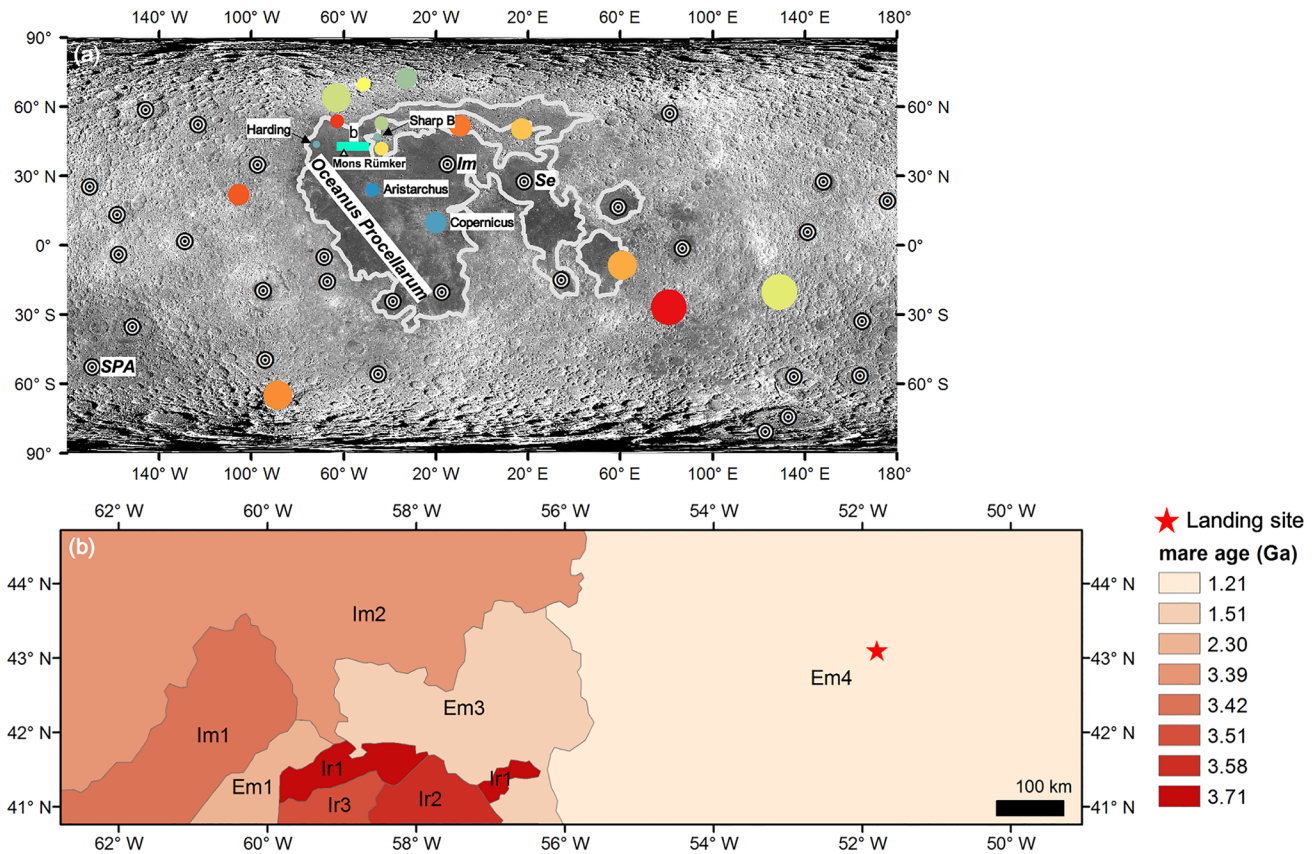 140° W 100° W 60° W 20° W 20° E 60° E 100° E 140° E 180°
90°
(a)
60° N 60° N
Sharp B
Harding
b
Mons Rümker
Im
30° N 30° N
Se
Aristarchus
Oceanus Procellarum
Copernicus
0° 0°
30° S 30° S
SPA
60° S 60° S
90° 90°
140° W 100° W 60° W 20° W 20° E 60° E 100° E 140° E 180°
62° W 60° W 58° W 56° W 54° W 52° W 50° W
(b)
Landing site
mare age (Ga)
44° N 44° N
1.21
Im2
1.51
43° N 43° N
2.30
Em4
3.39
Em3
3.42
42° N 42° N
Im1
3.51
Ir1
Ir1
3.58
Em1
100 km
3.71
Ir3
Ir2
41° N 41° N
62° W 60° W 58° W 56° W 54° W 52° W 50° W